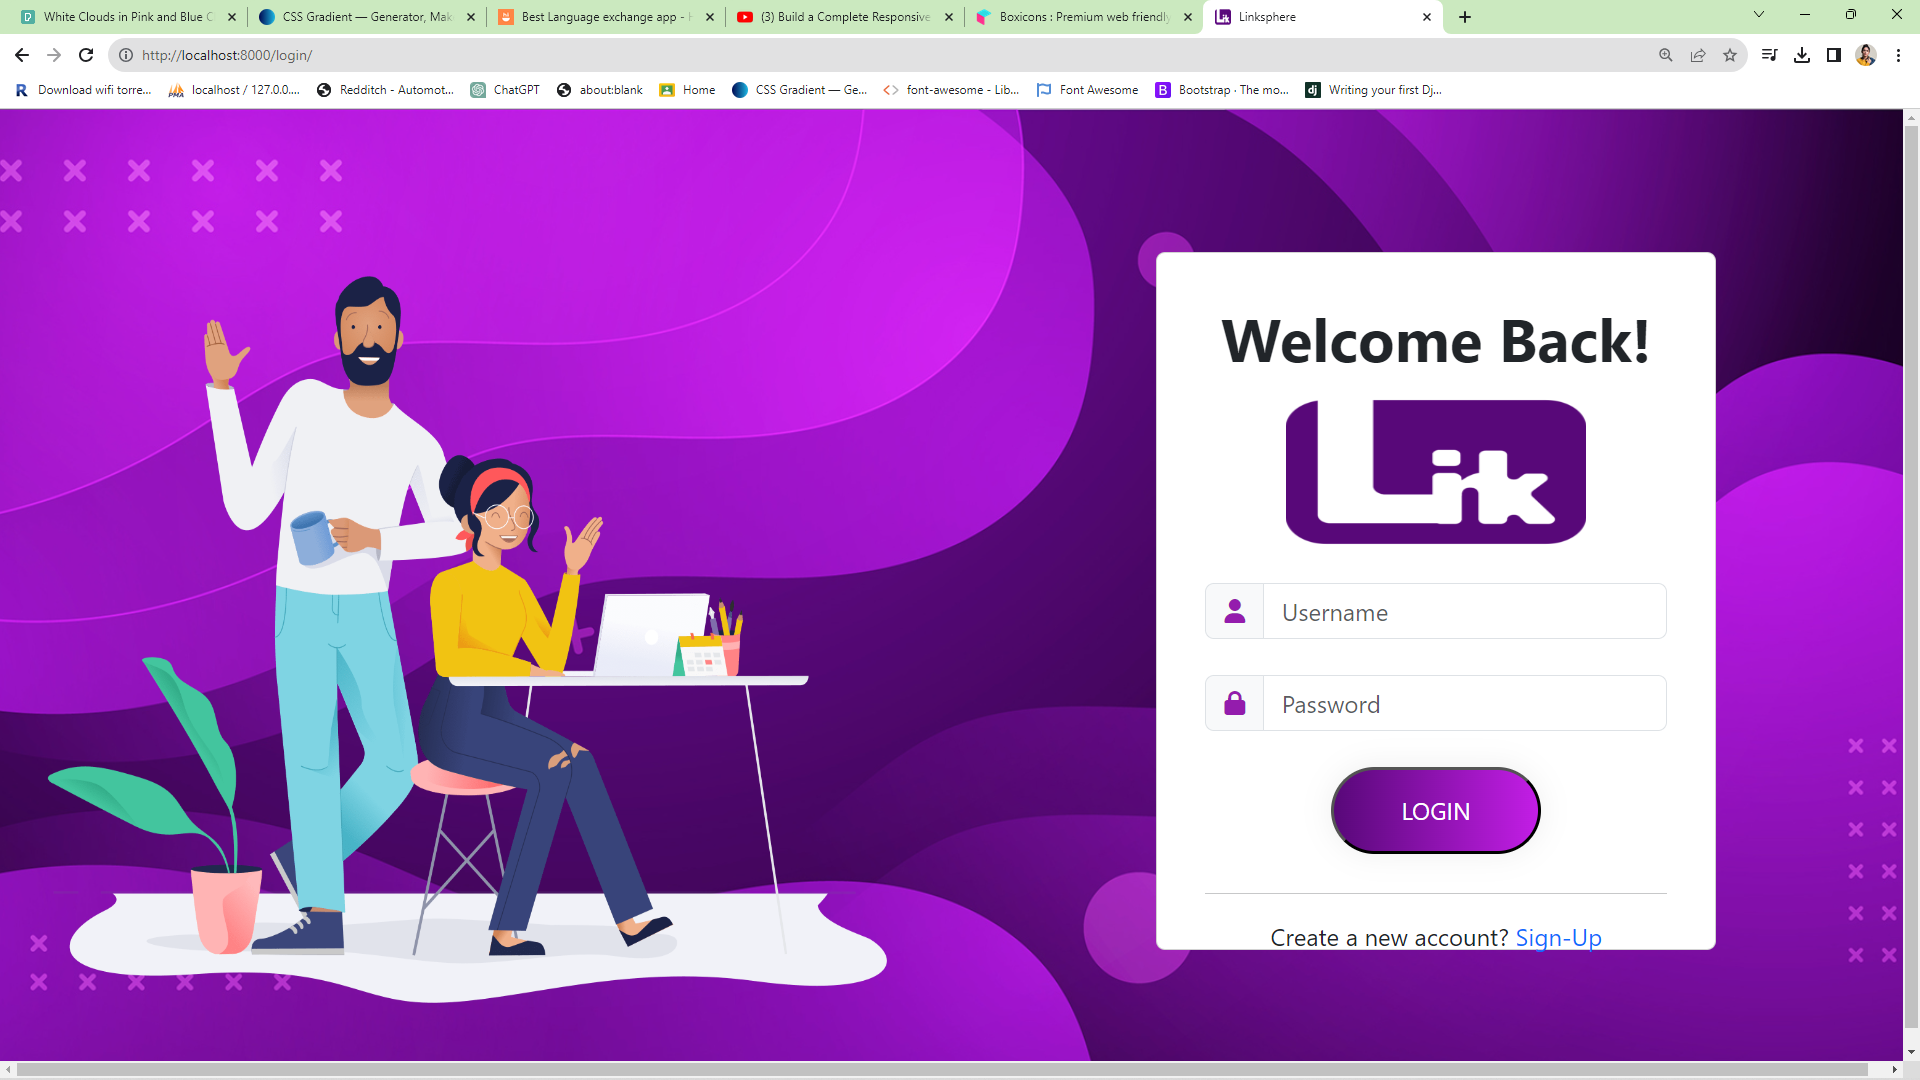 White Clouds in Pink and Blue C
CSS Gradient — Generator, Mak
Best Language exchange app - H
(3) Build a Complete Responsive
Boxicons : Premium web friendly
Linksphere
http://localhost:8000/login/
Download wifi torre...
localhost / 127.0.0....
Redditch - Automot...
ChatGPT
about:blank
Home
CSS Gradient — Ge...
font-awesome - Lib...
Font Awesome
Bootstrap · The mo...
Writing your first Dj...
Welcome Back!
Link
Username
Password
LOGIN
Create a new account? Sign-Up